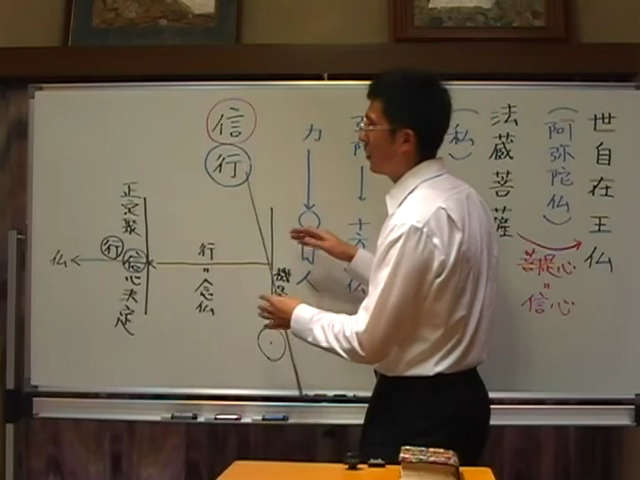 世自在王仏
(阿弥陀仏)
法蔵菩薩
(私)
菩提心
=
信心
十方
仏
力
人
信
行
機
行=念仏
正定聚
信心決定
行
仏